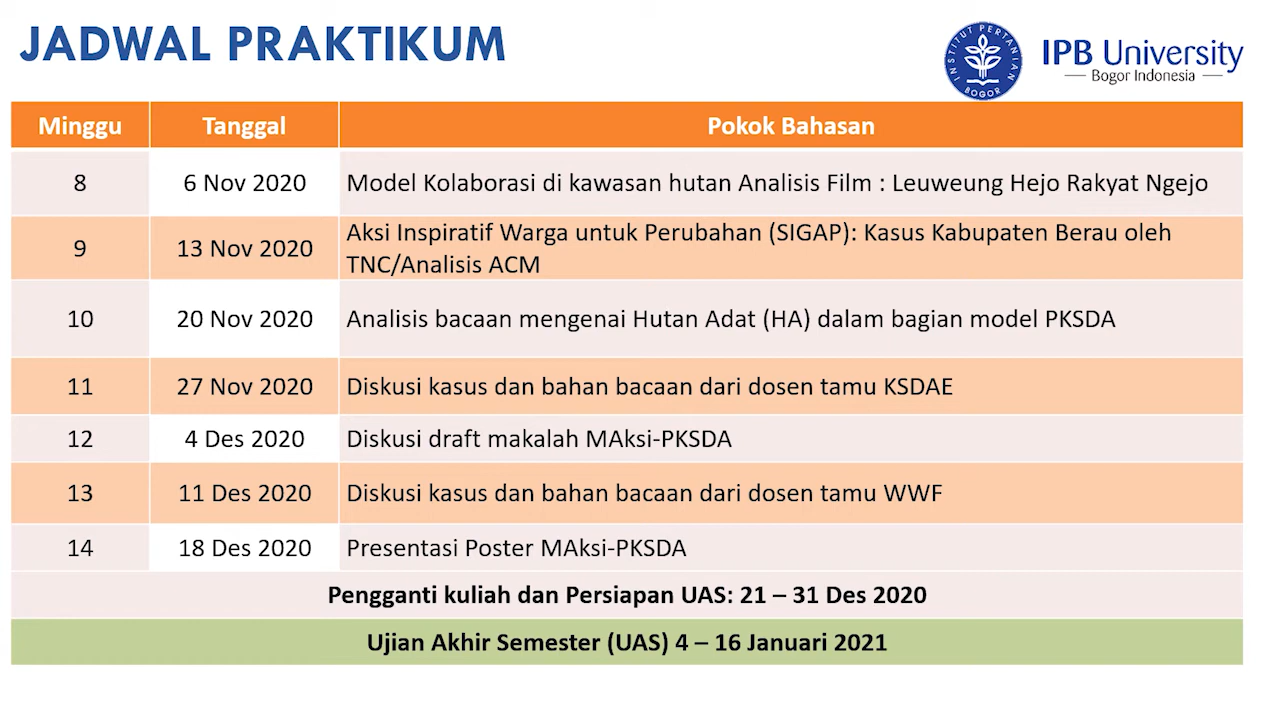 JADWAL PRAKTIKUM
INSTITUT PERTANIAN
BOGOR
IPB University
Bogor Indonesia
Minggu Tanggal Pokok Bahasan
8 6 Nov 2020 Model Kolaborasi di kawasan hutan Analisis Film : Leuweung Hejo Rakyat Ngejo
9 13 Nov 2020 Aksi Inspiratif Warga untuk Perubahan (SIGAP): Kasus Kabupaten Berau oleh
TNC/Analisis ACM
10 20 Nov 2020 Analisis bacaan mengenai Hutan Adat (HA) dalam bagian model PKSDA
11 27 Nov 2020 Diskusi kasus dan bahan bacaan dari dosen tamu KSDAE
12 4 Des 2020 Diskusi draft makalah MAksi-PKSDA
13 11 Des 2020 Diskusi kasus dan bahan bacaan dari dosen tamu WWF
14 18 Des 2020 Presentasi Poster MAksi-PKSDA
Pengganti kuliah dan Persiapan UAS: 21 – 31 Des 2020
Ujian Akhir Semester (UAS) 4 – 16 Januari 2021